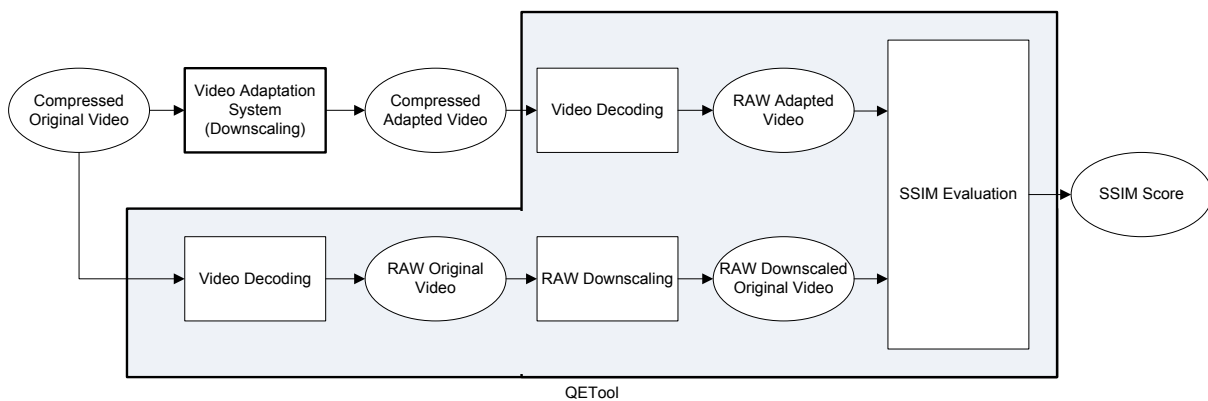 Compressed
Original Video
Video Adaptation
System
(Downscaling)
Compressed
Adapted Video
Video Decoding
RAW Adapted
Video
SSIM Evaluation
SSIM Score
Video Decoding
RAW Original
Video
RAW Downscaling
RAW Downscaled
Original Video
QETool